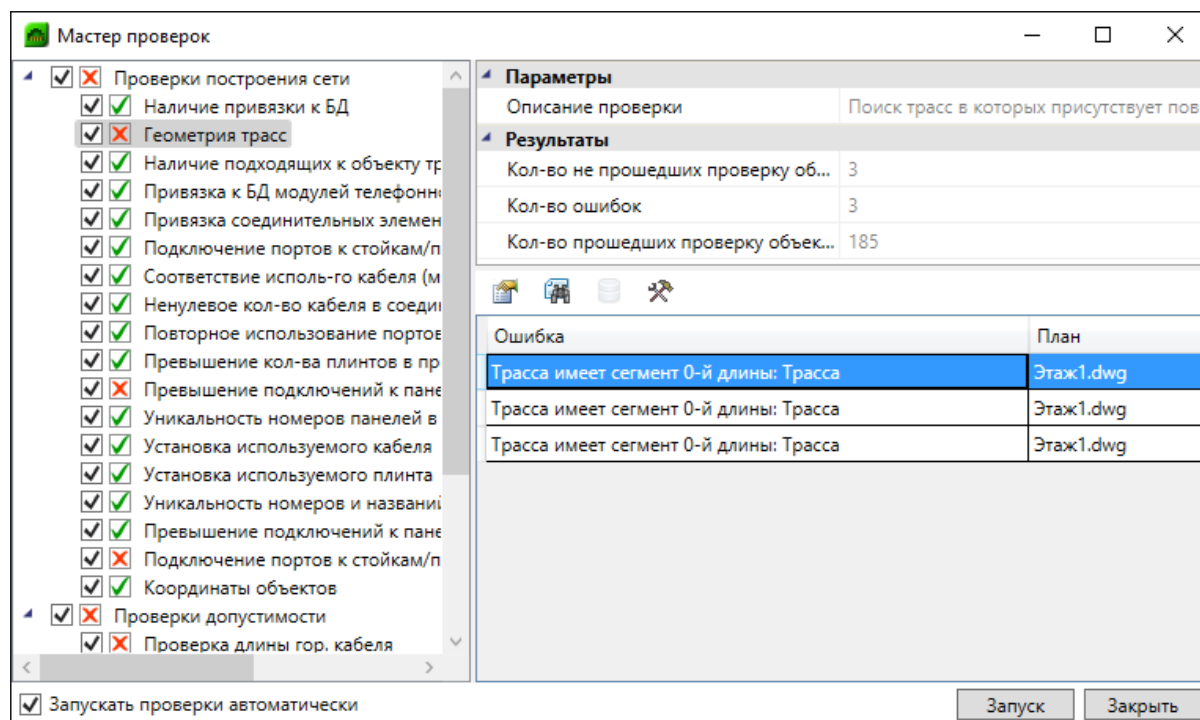 Мастер проверок
Проверки построения сети
Наличие привязки к БД
Геометрия трасс
Наличие подходящих к объекту тр
Привязка к БД модулей телефонн
Привязка соединительных элемен
Подключение портов к стойкам/п
Соответствие исполь-го кабеля (м
Ненулевое кол-во кабеля в соеди
Повторное использование портов
Превышение кол-ва плинтов в пр
Превышение подключений к пане
Уникальность номеров панелей в
Установка используемого кабеля
Установка используемого плинта
Уникальность номеров и названий
Превышение подключений к пане
Подключение портов к стойкам/п
Координаты объектов
Проверки допустимости
Проверка длины гор. кабеля
Параметры
Описание проверки Поиск трасс в которых присутствует пов
Результаты
Кол-во не прошедших проверку об... 3
Кол-во ошибок 3
Кол-во прошедших проверку объек... 185
Ошибка План
Трасса имеет сегмент 0-й длины: Трасса Этаж1.dwg
Трасса имеет сегмент 0-й длины: Трасса Этаж1.dwg
Трасса имеет сегмент 0-й длины: Трасса Этаж1.dwg
Запускать проверки автоматически
Запуск Закрыть